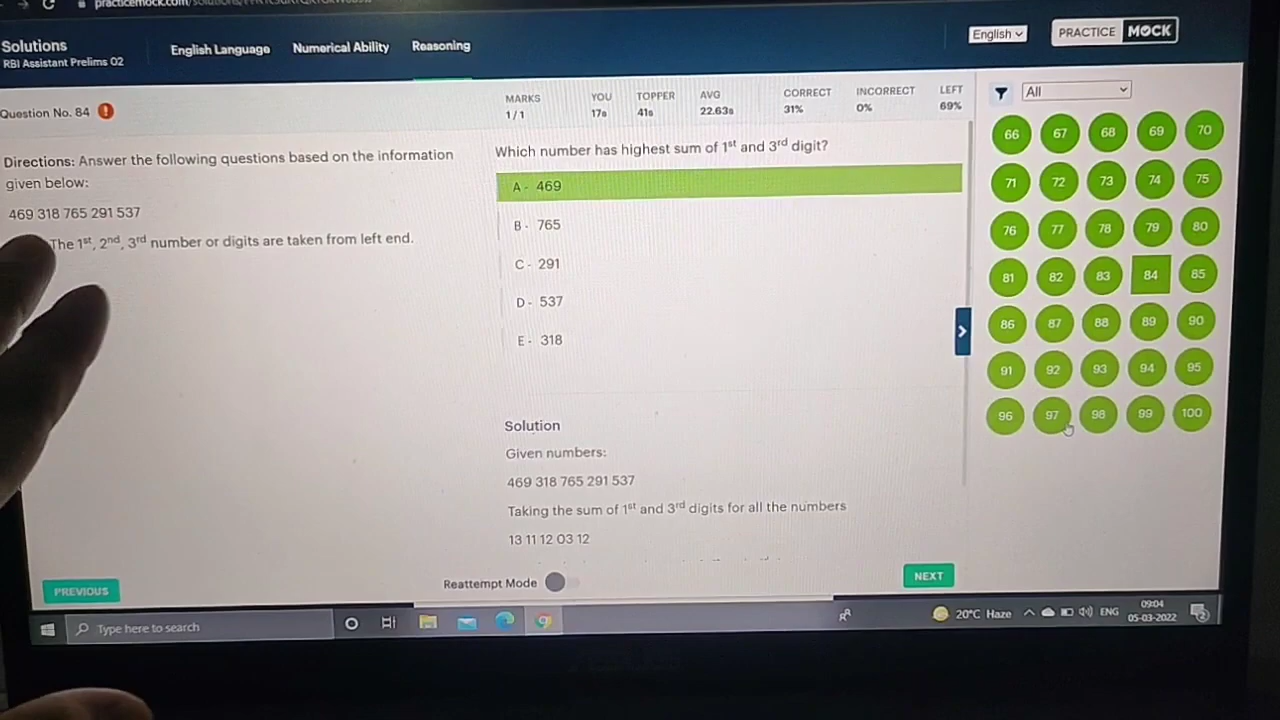 practicemock.com/solutions/
Solutions
RBI Assistant Prelims 02
English Language
Numerical Ability
Reasoning
English
PRACTICE MOCK
Question No. 84
MARKS
1 / 1
YOU
17s
TOPPER
41s
AVG
22.63s
CORRECT
31%
INCORRECT
0%
LEFT
69%
Directions: Answer the following questions based on the information
given below:
469 318 765 291 537
The 1st, 2nd, 3rd number or digits are taken from left end.
Which number has highest sum of 1st and 3rd digit?
A - 469
B - 765
C - 291
D - 537
E - 318
Solution
Given numbers:
469 318 765 291 537
Taking the sum of 1st and 3rd digits for all the numbers
13 11 12 03 12
All
66 67 68 69 70
71 72 73 74 75
76 77 78 79 80
81 82 83 84 85
86 87 88 89 90
91 92 93 94 95
96 97 98 99 100
PREVIOUS
Reattempt Mode
NEXT
Type here to search
20°C Haze
ENG
09:04
05-03-2022